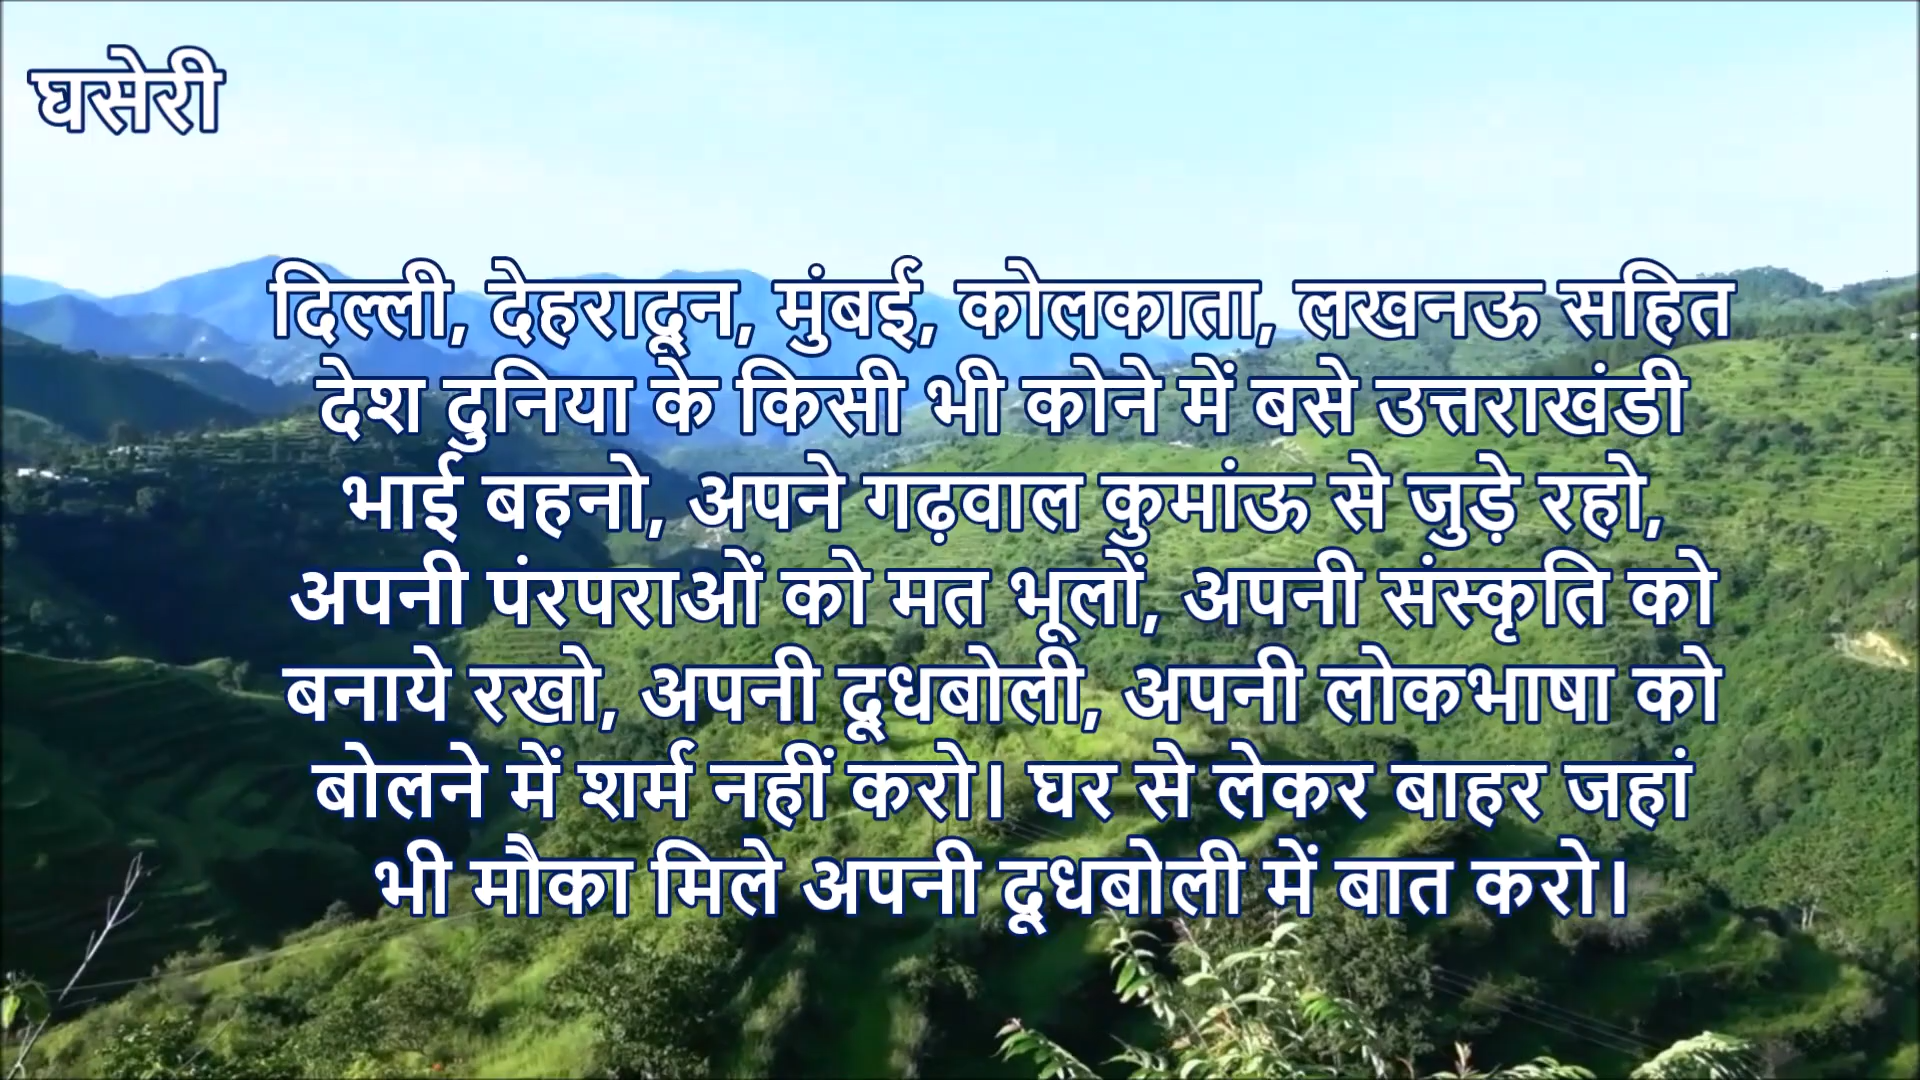 घसेरी
दिल्ली, देहरादून, मुंबई, कोलकाता, लखनऊ सहित
देश दुनिया के किसी भी कोने में बसे उत्तराखंडी
भाई बहनो, अपने गढ़वाल कुमांऊ से जुड़े रहो,
अपनी पंरपराओं को मत भूलों, अपनी संस्कृति को
बनाये रखो, अपनी दूधबोली, अपनी लोकभाषा को
बोलने में शर्म नहीं करो। घर से लेकर बाहर जहां
भी मौका मिले अपनी दूधबोली में बात करो।